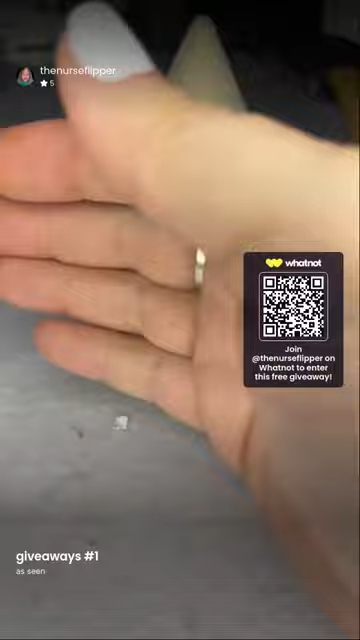 thenurseflipper
★ 5
whatnot
Join
@thenurseflipper on
Whatnot to enter
this free giveaway!
giveaways #1
as seen